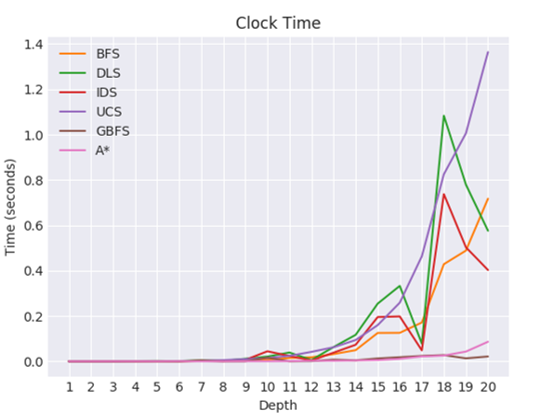 Clock Time
1.4
1.2
1.0
0.8
0.6
0.4
0.2
0.0
Time (seconds)
BFS
DLS
IDS
UCS
GBFS
A*
1 2 3 4 5 6 7 8 9 10 11 12 13 14 15 16 17 18 19 20
Depth